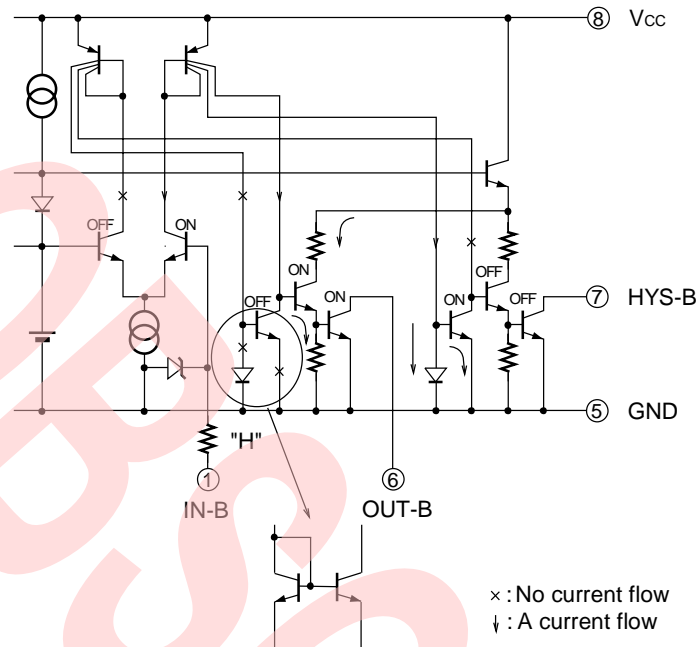 8 Vcc
OFF
ON
ON
ON
OFF
ON
OFF
OFF
7 HYS-B
5 GND
"H"
1
IN-B
6
OUT-B
× : No current flow
↓ : A current flow